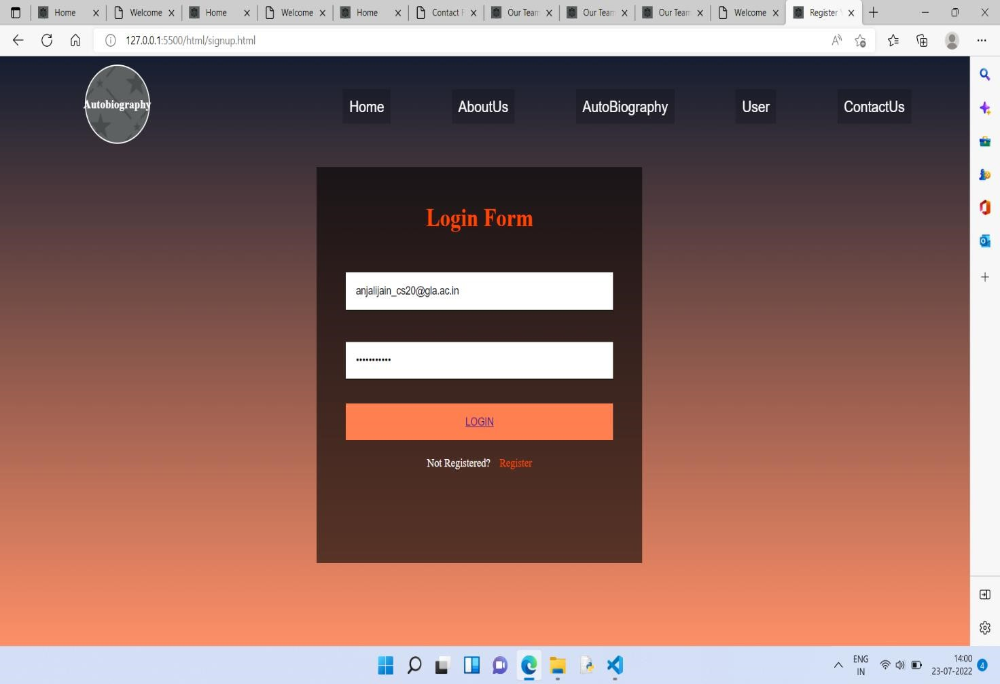 Home Welcome Home Welcome Home Contact F Our Team Our Team Our Team Welcome Register Y
127.0.0.1:5500/html/signup.html
Autobiography
Home AboutUs AutoBiography User ContactUs
Login Form
anjalijain_cs20@gla.ac.in
•••••••••••
LOGIN
Not Registered? Register
ENG
IN
14:00
23-07-2022
4